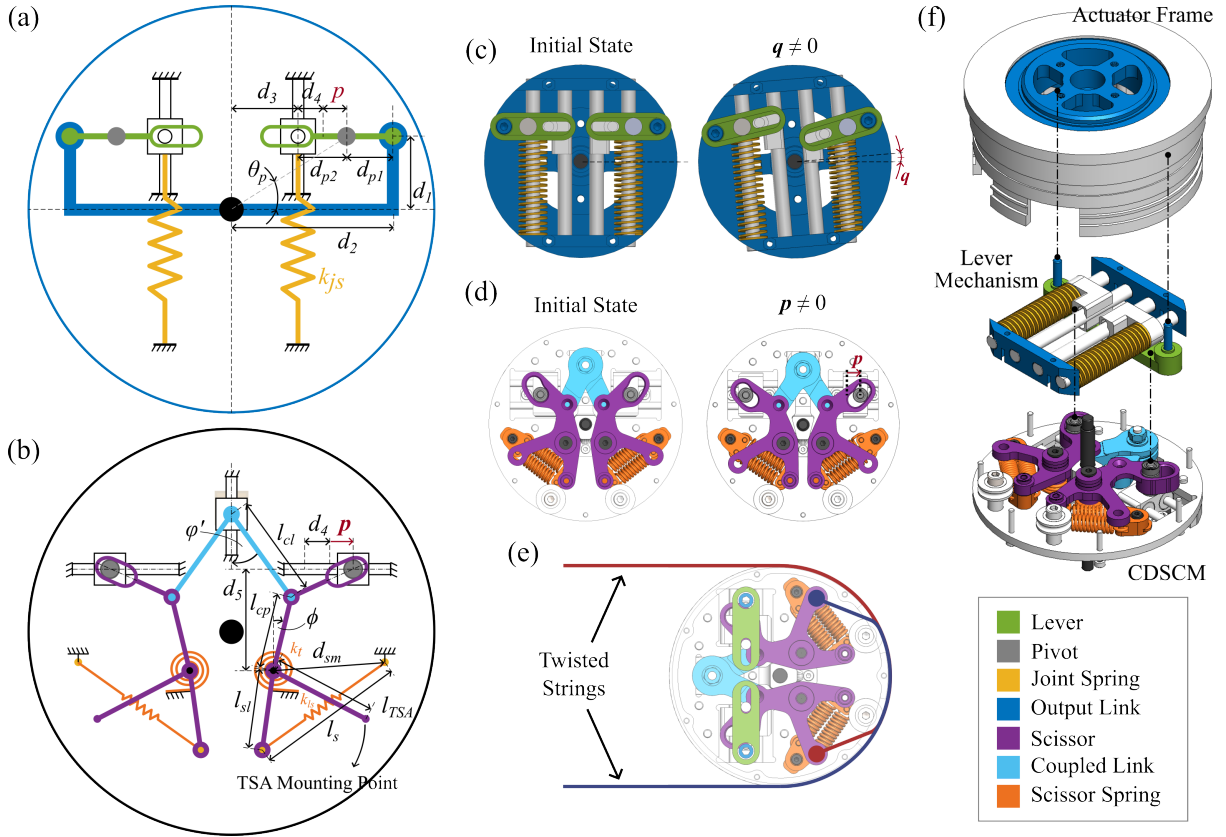 (a)
d3
d4
p
θp
dp2
dp1
d1
d2
kjs
(b)
φ'
lcl
d4
p
d5
lcp
ϕ
kt
dsm
lsl
kls
lTSA
ls
TSA Mounting Point
(c)
Initial State
q ≠ 0
q
(d)
Initial State
p ≠ 0
p
(e)
Twisted
Strings
(f)
Actuator Frame
Lever
Mechanism
CDSCM
Lever
Pivot
Joint Spring
Output Link
Scissor
Coupled Link
Scissor Spring